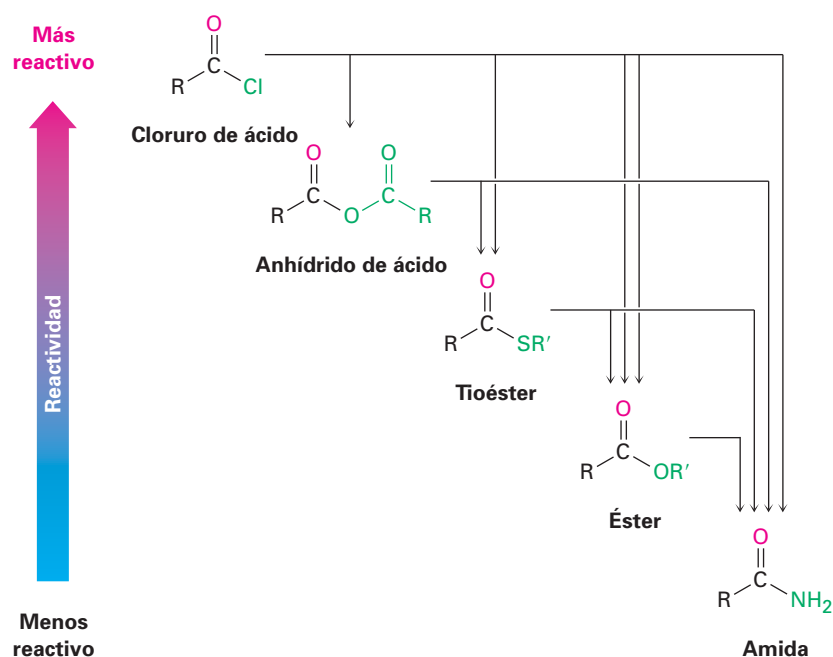 Más
reactivo
O
C
R
Cl
Cloruro de ácido
O
O
C
C
R
O
R
Anhídrido de ácido
O
C
R
SR′
Tioéster
O
C
R
OR′
Éster
O
C
R
NH₂
Amida
Reactividad
Menos
reactivo